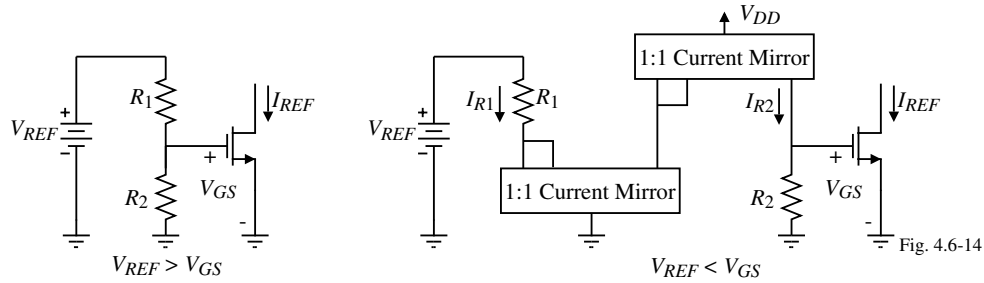 V_DD
1:1 Current Mirror
R_1
I_REF
I_R1
R_1
I_R2
I_REF
V_REF
+
-
+
V_GS
-
R_2
V_REF
+
-
1:1 Current Mirror
R_2
+
V_GS
-
Fig. 4.6-14
V_REF > V_GS
V_REF < V_GS